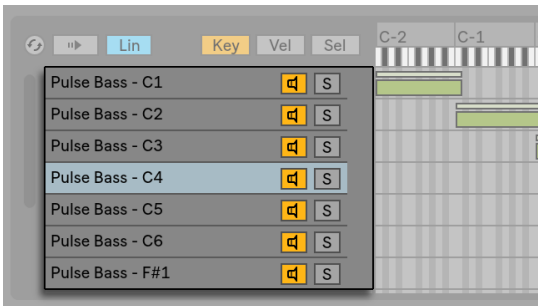 Lin Key Vel Sel C-2 C-1
Pulse Bass - C1 S
Pulse Bass - C2 S
Pulse Bass - C3 S
Pulse Bass - C4 S
Pulse Bass - C5 S
Pulse Bass - C6 S
Pulse Bass - F#1 S